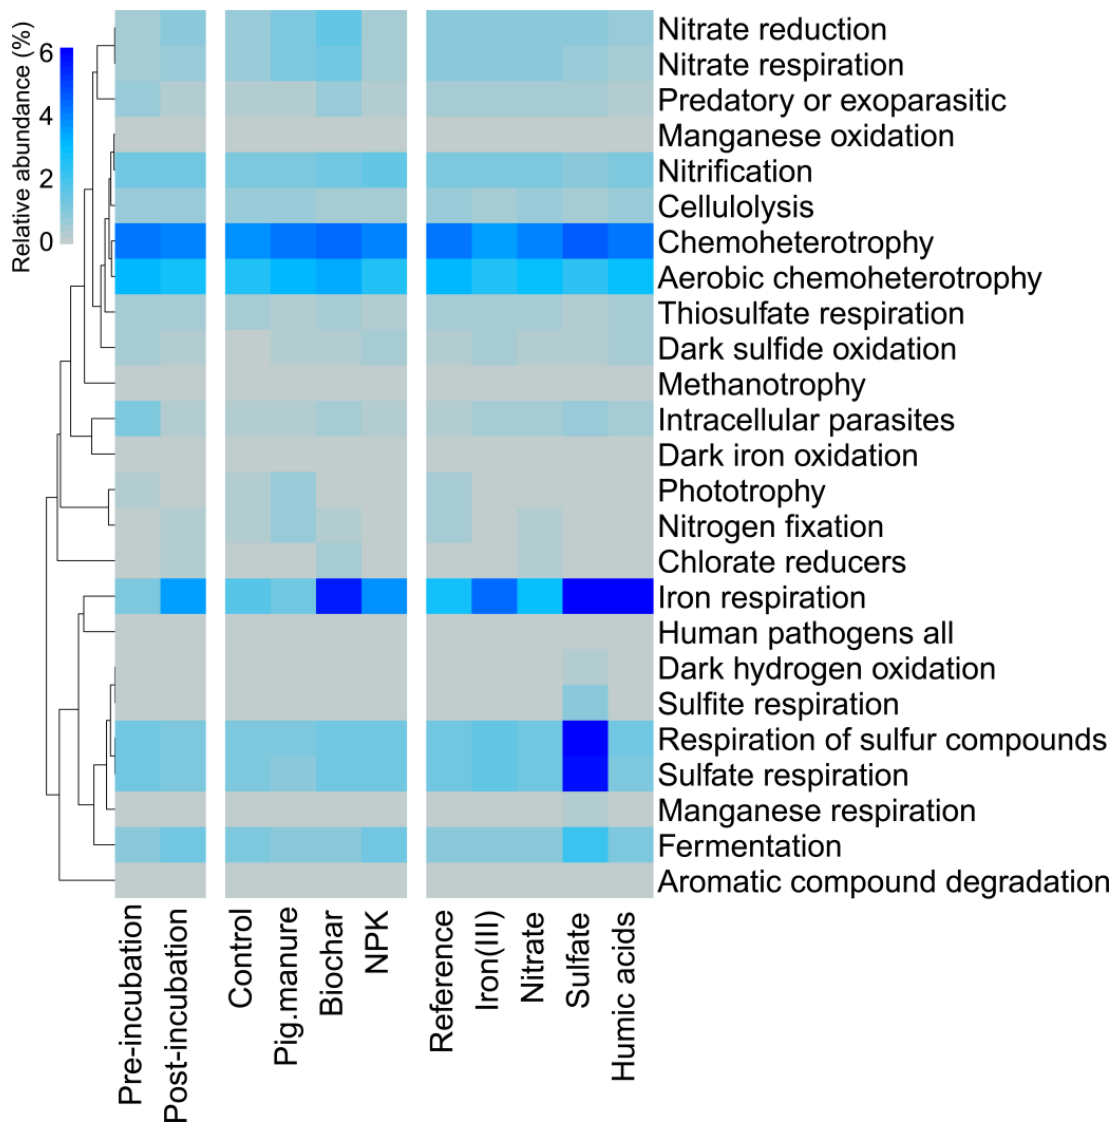 Relative abundance (%)
6
4
2
0
Nitrate reduction
Nitrate respiration
Predatory or exoparasitic
Manganese oxidation
Nitrification
Cellulolysis
Chemoheterotrophy
Aerobic chemoheterotrophy
Thiosulfate respiration
Dark sulfide oxidation
Methanotrophy
Intracellular parasites
Dark iron oxidation
Phototrophy
Nitrogen fixation
Chlorate reducers
Iron respiration
Human pathogens all
Dark hydrogen oxidation
Sulfite respiration
Respiration of sulfur compounds
Sulfate respiration
Manganese respiration
Fermentation
Aromatic compound degradation
Pre-incubation
Post-incubation
Control
Pig.manure
Biochar
NPK
Reference
Iron(III)
Nitrate
Sulfate
Humic acids